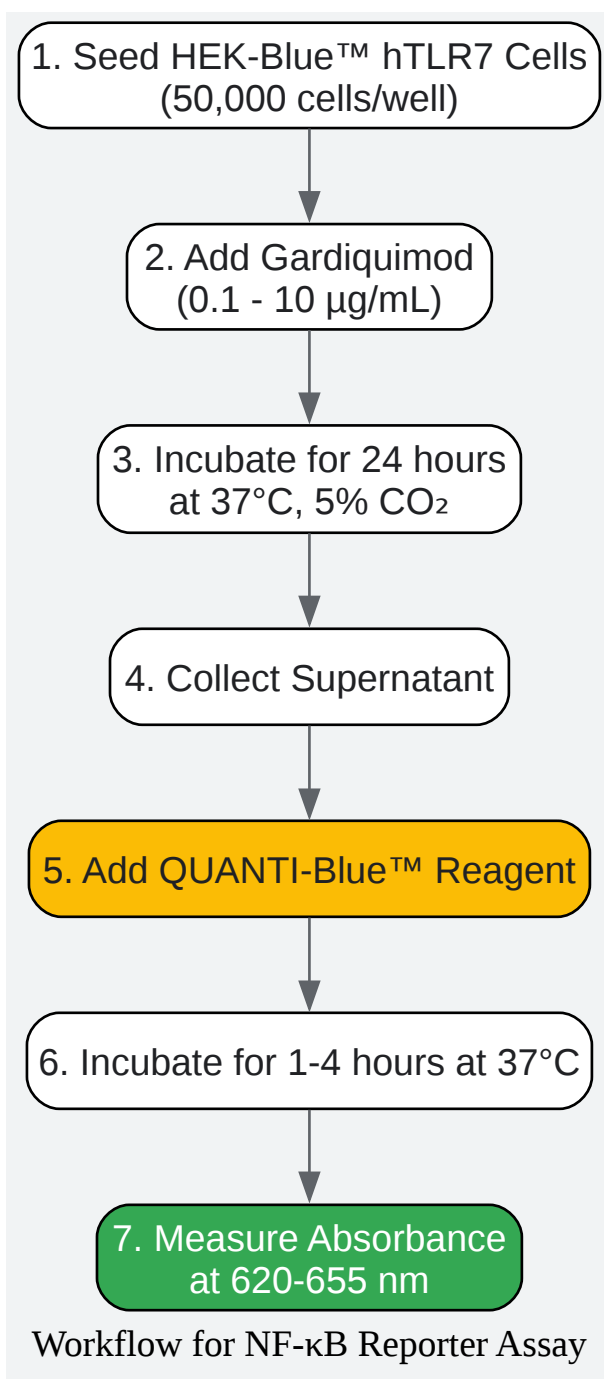 1. Seed HEK-Blue™ hTLR7 Cells
(50,000 cells/well)
2. Add Gardiquimod
(0.1 - 10 µg/mL)
3. Incubate for 24 hours
at 37°C, 5% CO₂
4. Collect Supernatant
5. Add QUANTI-Blue™ Reagent
6. Incubate for 1-4 hours at 37°C
7. Measure Absorbance
at 620-655 nm
Workflow for NF-κB Reporter Assay